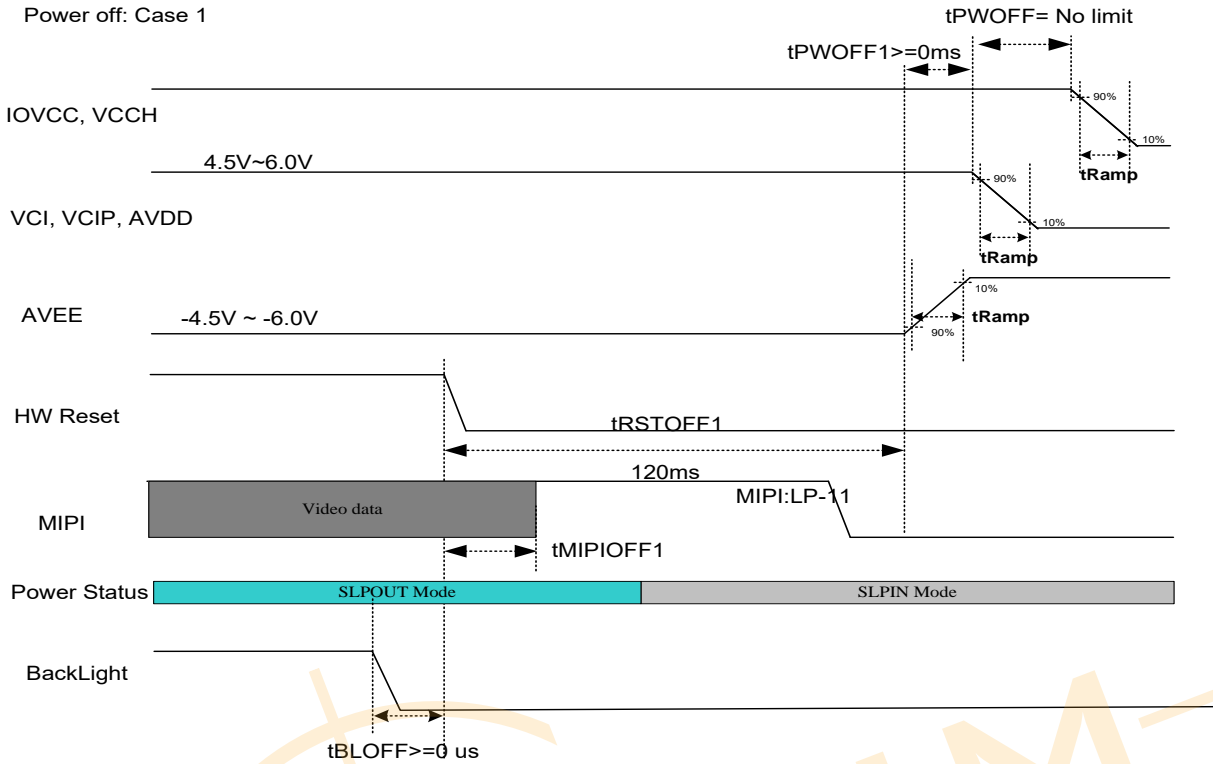 Power off: Case 1
tPWOFF= No limit
tPWOFF1>=0ms
IOVCC, VCCH
90%
10%
tRamp
4.5V~6.0V
VCI, VCIP, AVDD
90%
10%
tRamp
AVEE
-4.5V ~ -6.0V
10%
90%
tRamp
HW Reset
tRSTOFF1
120ms
MIPI
Video data
MIPI:LP-11
tMIPIOFF1
Power Status
SLPOUT Mode
SLPIN Mode
BackLight
tBLOFF>=0 us